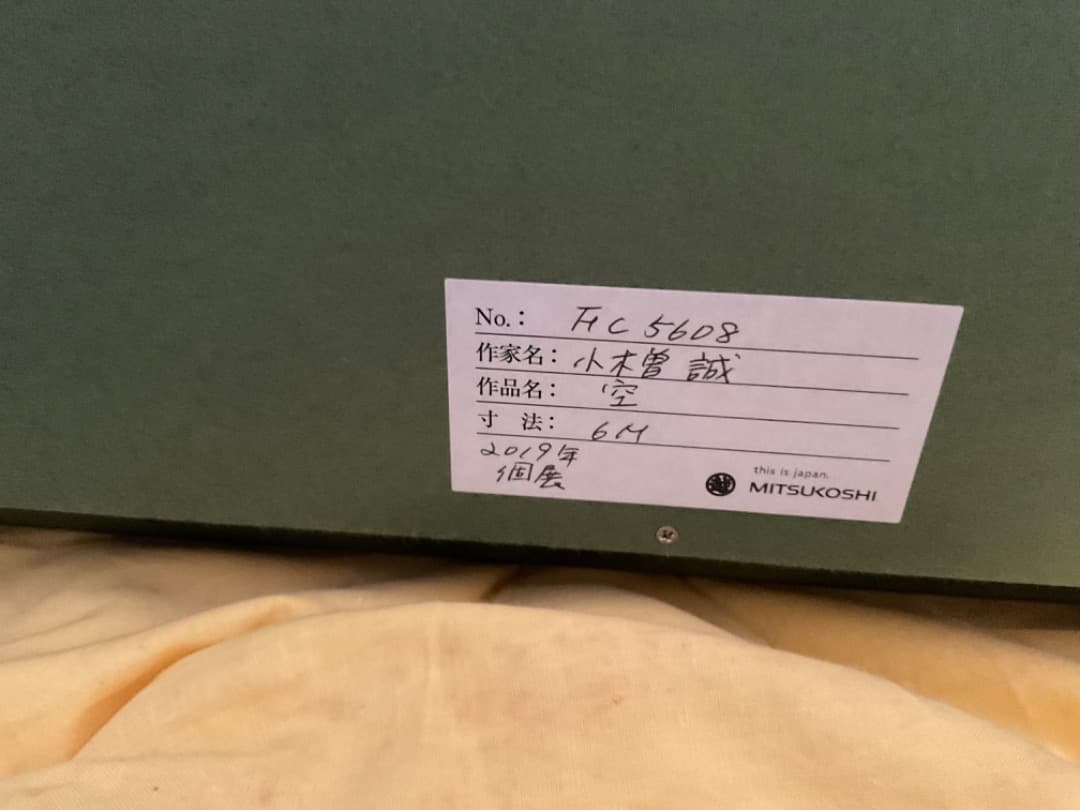 No.： FIC 5608
作家名： 小木曽 誠
作品名： 空
寸 法： 6M
2019年
個展
this is japan.
MITSUKOSHI